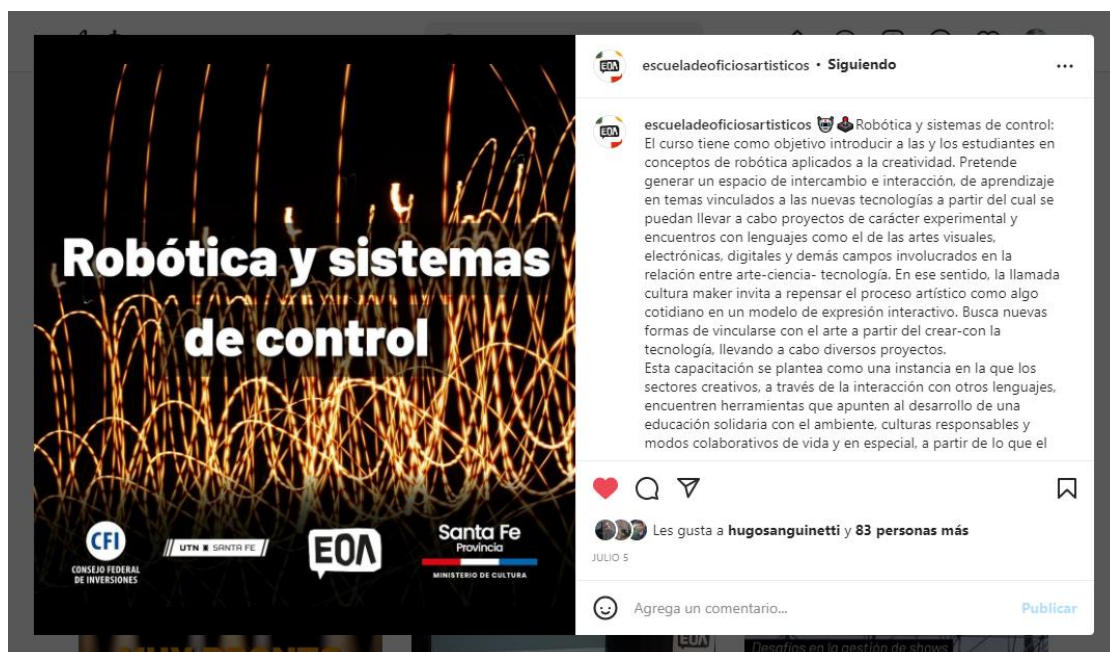 Robótica y sistemas
de control
CFI
CONSEJO FEDERAL
DE INVERSIONES
UTN SANTA FE
EOA
Santa Fe
Provincia
MINISTERIO DE CULTURA
EOA
escueladeoficiosartisticos • Siguiendo
EOA
escueladeoficiosartisticos Robótica y sistemas de control:
El curso tiene como objetivo introducir a las y los estudiantes en
conceptos de robótica aplicados a la creatividad. Pretende
generar un espacio de intercambio e interacción, de aprendizaje
en temas vinculados a las nuevas tecnologías a partir del cual se
puedan llevar a cabo proyectos de carácter experimental y
encuentros con lenguajes como el de las artes visuales,
electrónicas, digitales y demás campos involucrados en la
relación entre arte-ciencia- tecnología. En ese sentido, la llamada
cultura maker invita a repensar el proceso artístico como algo
cotidiano en un modelo de expresión interactivo. Busca nuevas
formas de vincularse con el arte a partir del crear-con la
tecnología, llevando a cabo diversos proyectos.
Esta capacitación se plantea como una instancia en la que los
sectores creativos, a través de la interacción con otros lenguajes,
encuentren herramientas que apunten al desarrollo de una
educación solidaria con el ambiente, culturas responsables y
modos colaborativos de vida y en especial, a partir de lo que el
Les gusta a hugosanguinetti y 83 personas más
JULIO 5
Agrega un comentario...
Publicar
MUY PRONTO
EOA
Desafíos en la gestión de shows